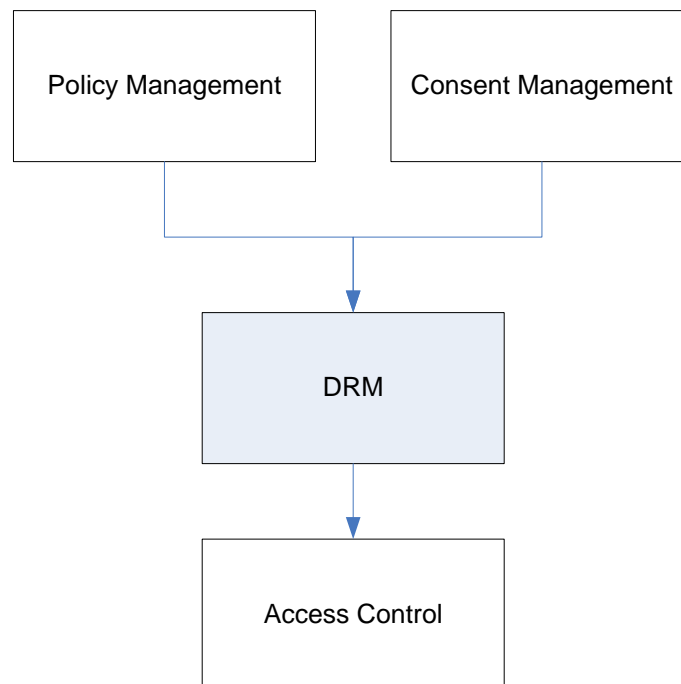 Policy Management
Consent Management
DRM
Access Control